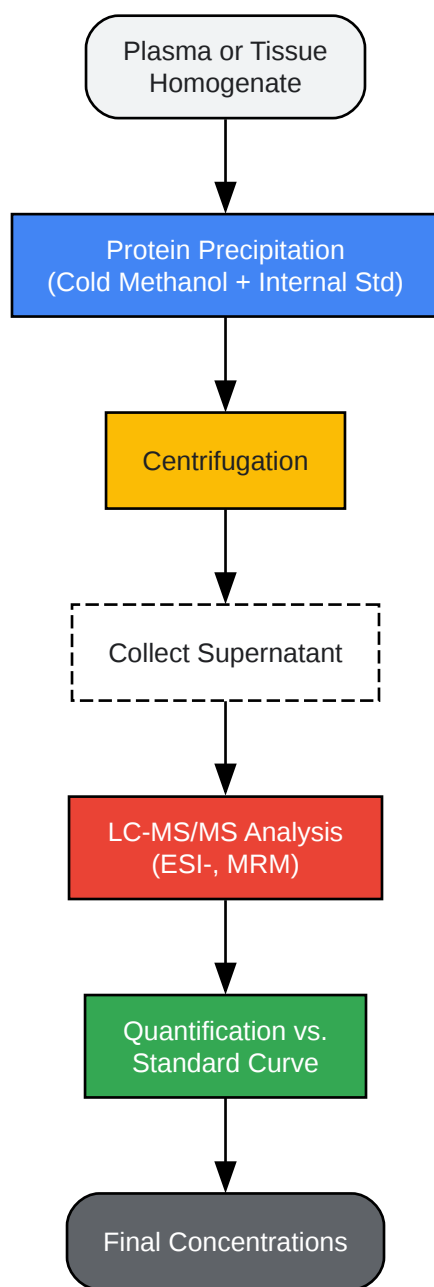 Plasma or Tissue
Homogenate
Protein Precipitation
(Cold Methanol + Internal Std)
Centrifugation
Collect Supernatant
LC-MS/MS Analysis
(ESI-, MRM)
Quantification vs.
Standard Curve
Final Concentrations